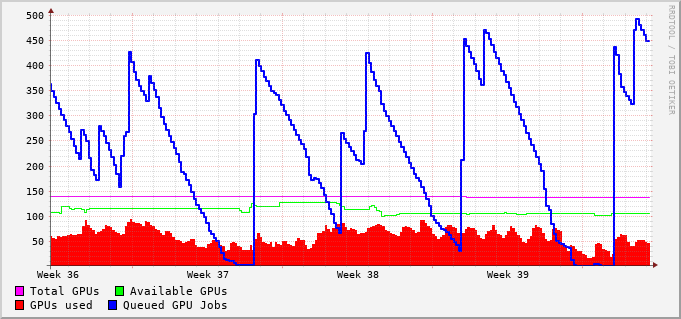 500
450
400
350
300
250
200
150
100
50
Week 36 Week 37 Week 38 Week 39
Total GPUs Available GPUs
GPUs used Queued GPU Jobs
RRDTOOL / TOBI OETIKER